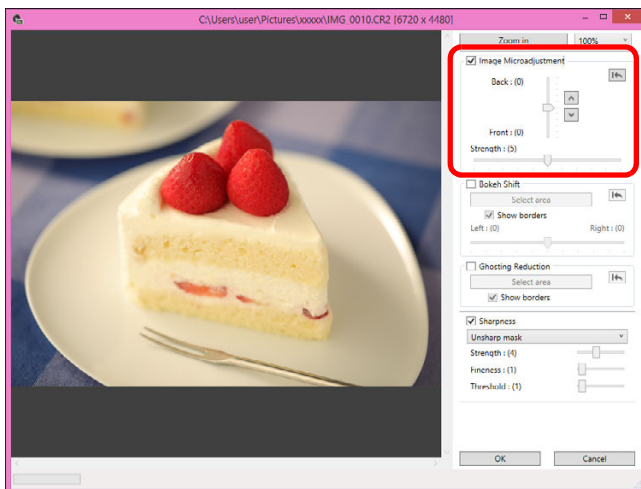 C:\Users\user\Pictures\xxxxx\IMG_0010.CR2 [6720 x 4480]
Zoom in 100%
Image Microadjustment
Back : (0)
Front : (0)
Strength : (5)
Bokeh Shift
Select area
Show borders
Left : (0) Right : (0)
Ghosting Reduction
Select area
Show borders
Sharpness
Unsharp mask
Strength : (4)
Fineness : (1)
Threshold : (1)
OK Cancel